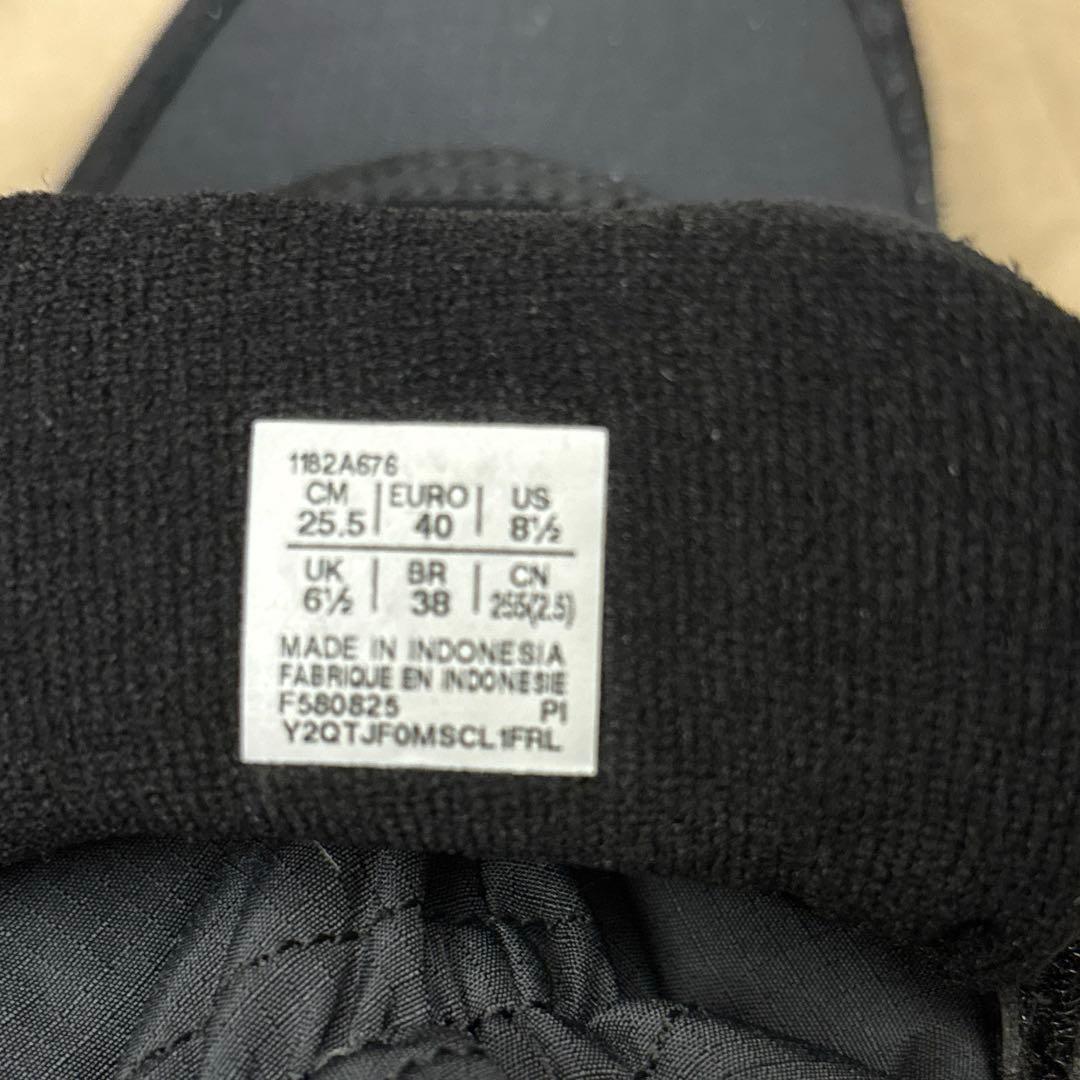 1182A676
CM | EURO | US
25.5 | 40 | 8½
UK | BR | CN
6½ | 38 | 255(2.5)
MADE IN INDONESIA
FABRIQUE EN INDONESIE
F580825 PI
Y2QTJF0MSCL1FRL